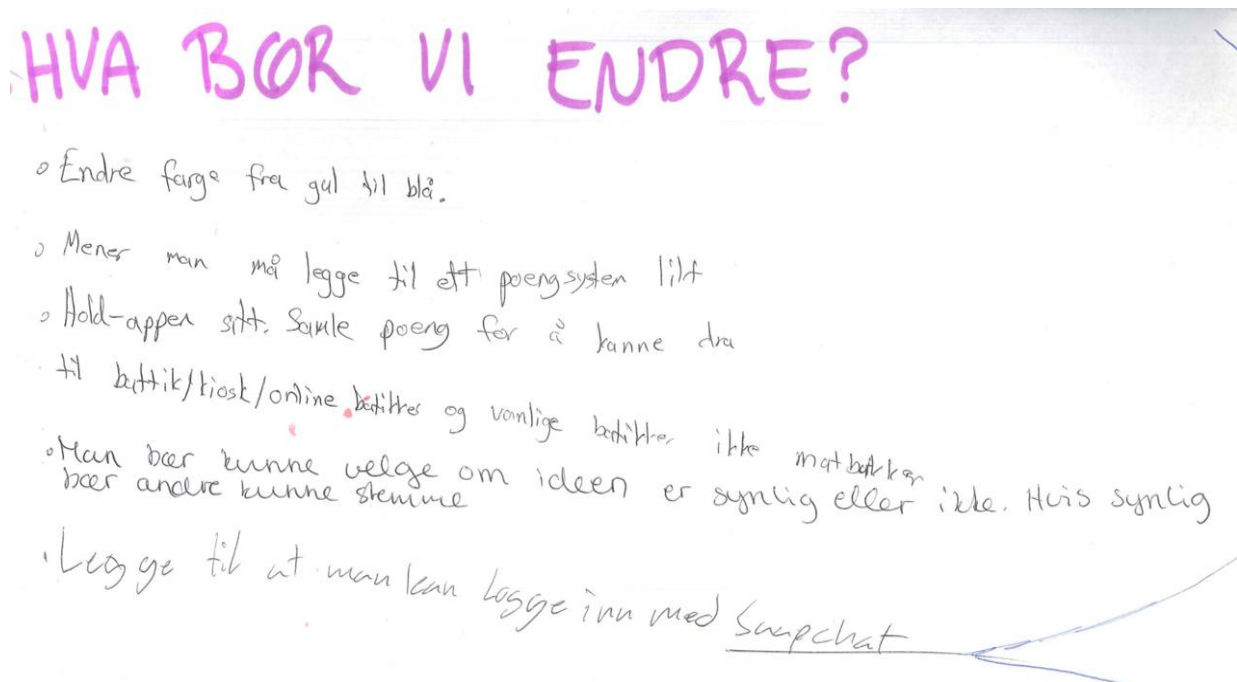 HVA BØR VI ENDRE?
• Endre farge fra gul til blå.
• Mener man må legge til ett poengsystem likt
• Hold-appen sitt. Samle poeng for å kunne dra
til buttik/kiosk/online butikker og vanlige butikker ikke matbutikker
• Man bør kunne velge om ideen er synlig eller ikke. Hvis synlig
bør andre kunne stemme
• Legge til at man kan logge inn med Snapchat